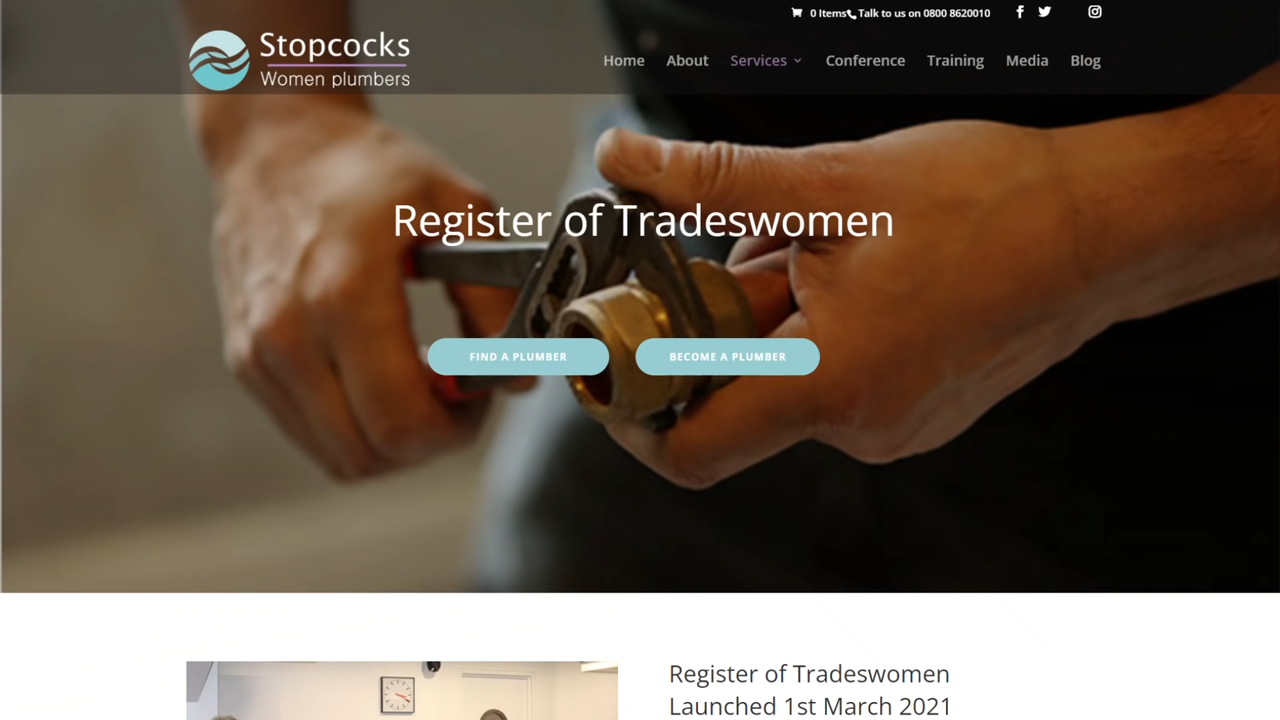 0 Items
Talk to us on 0800 8620010
Stopcocks
Women plumbers
Home About Services Conference Training Media Blog
Register of Tradeswomen
FIND A PLUMBER BECOME A PLUMBER
Register of Tradeswomen
Launched 1st March 2021